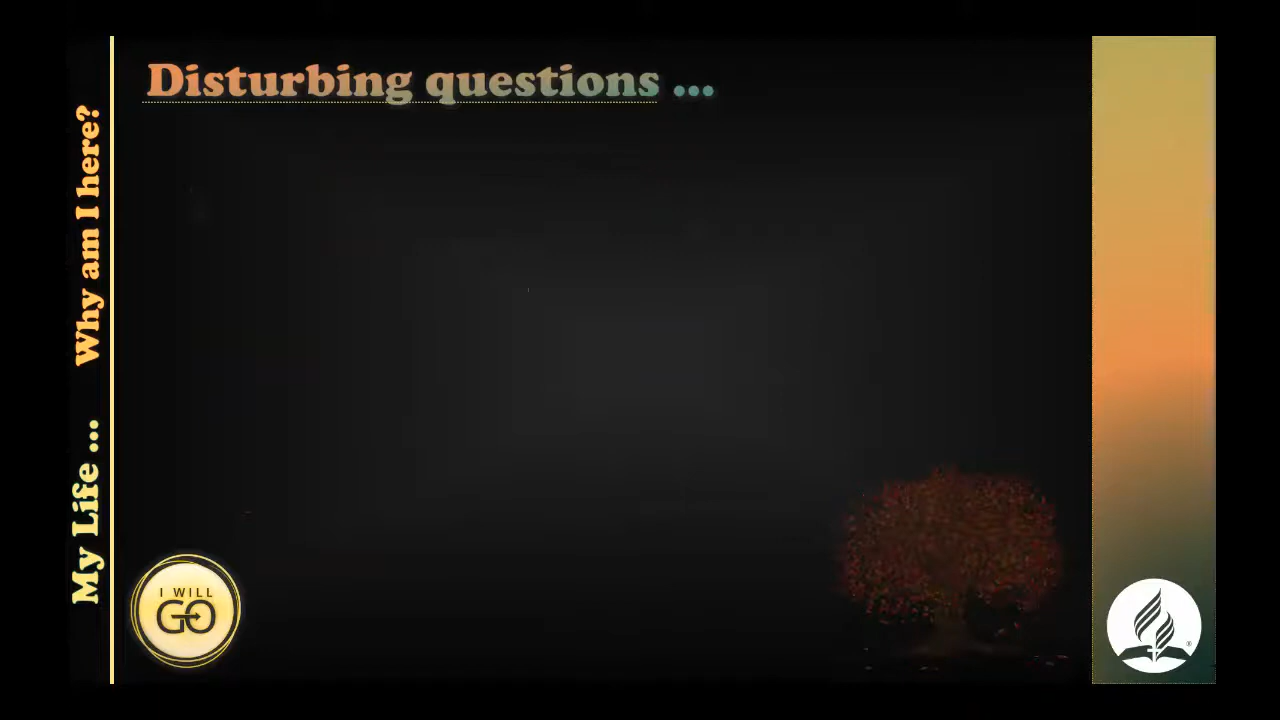 Disturbing questions ...
My Life ... Why am I here?
I WILL
GO
®